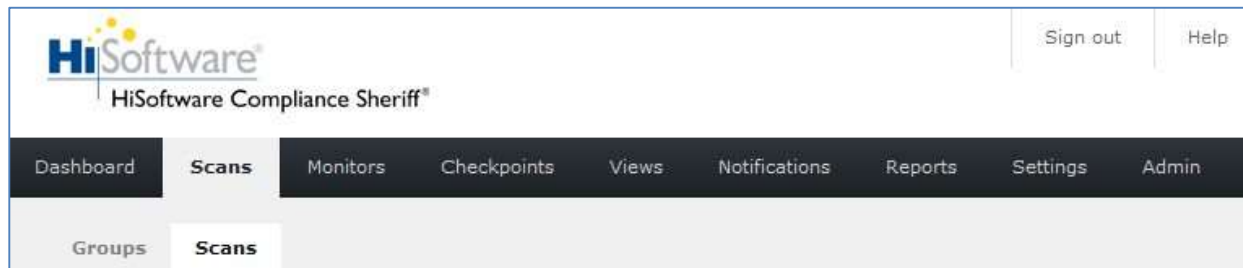 Sign out Help
HiSoftware®
HiSoftware Compliance Sheriff®
Dashboard Scans Monitors Checkpoints Views Notifications Reports Settings Admin
Groups Scans